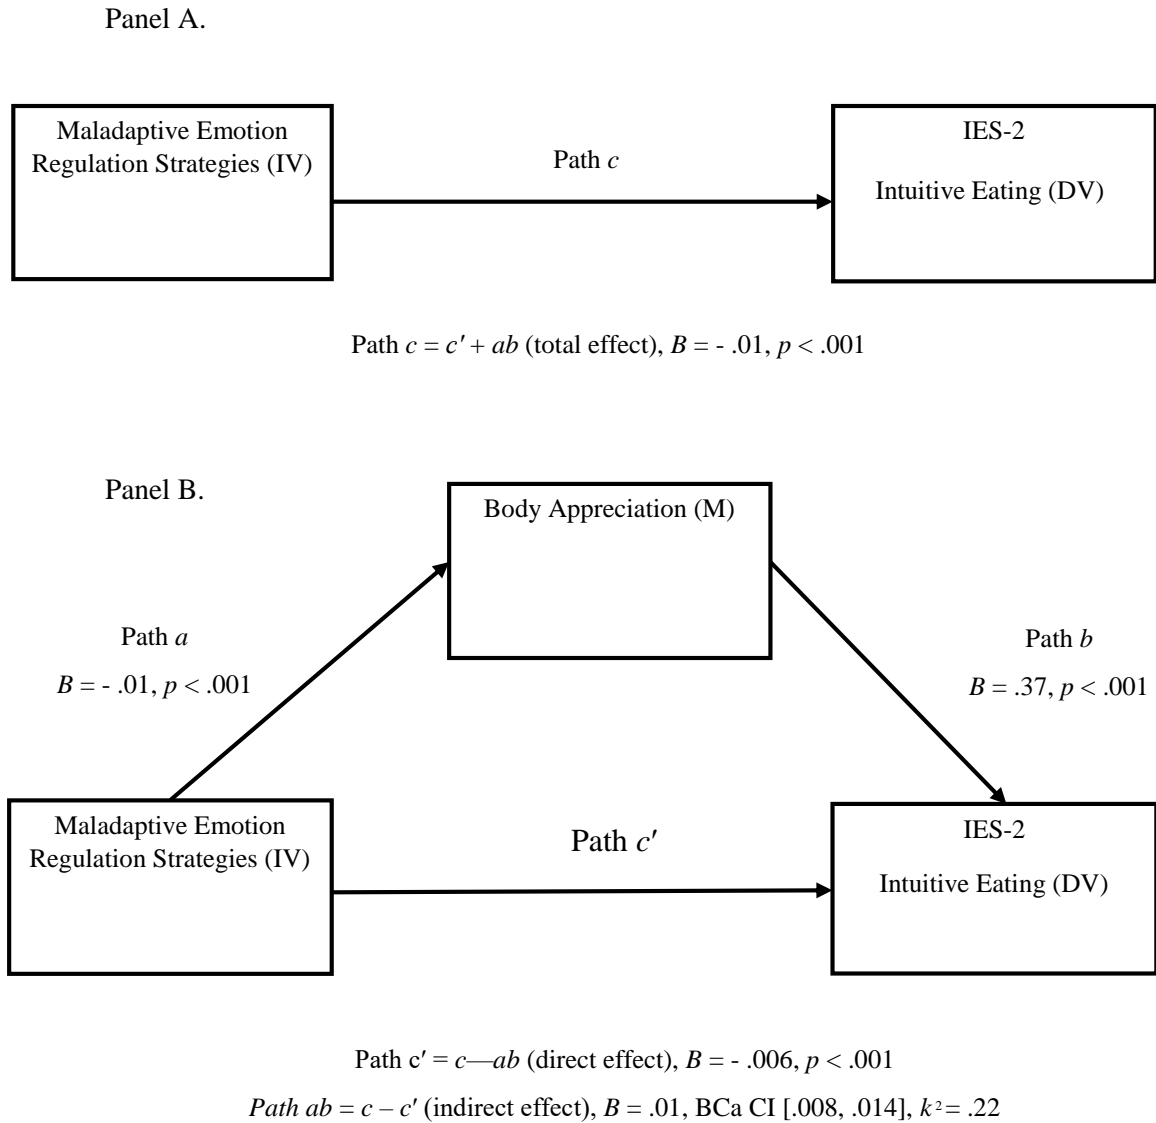 Panel A.
Maladaptive Emotion
Regulation Strategies (IV)
Path c
IES-2
Intuitive Eating (DV)
Path c = c′ + ab (total effect), B = - .01, p < .001
Panel B.
Body Appreciation (M)
Path a
B = - .01, p < .001
Path b
B = .37, p < .001
Maladaptive Emotion
Regulation Strategies (IV)
Path c′
IES-2
Intuitive Eating (DV)
Path c′ = c—ab (direct effect), B = - .006, p < .001
Path ab = c – c′ (indirect effect), B = .01, BCa CI [.008, .014], k² = .22